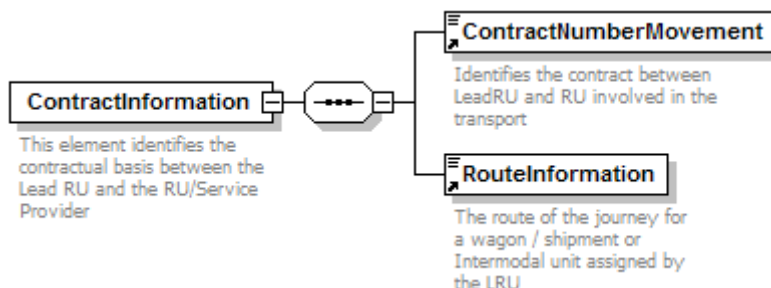 ContractNumberMovement
Identifies the contract between
LeadRU and RU involved in the
transport
ContractInformation
This element identifies the
contractual basis between the
Lead RU and the RU/Service
Provider
RouteInformation
The route of the journey for
a wagon / shipment or
Intermodal unit assigned by
the LRU